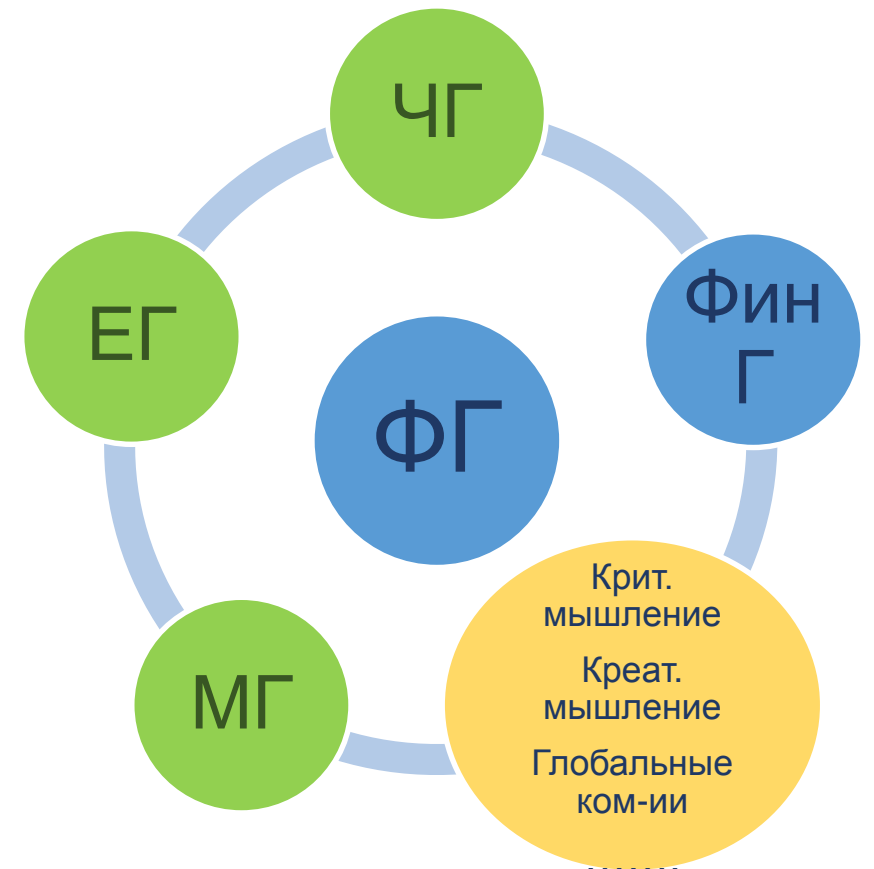 ЧГ
Фин
Г
ЕГ
ФГ
Крит.
мышление
Креат.
мышление
Глобальные
ком-ии
МГ